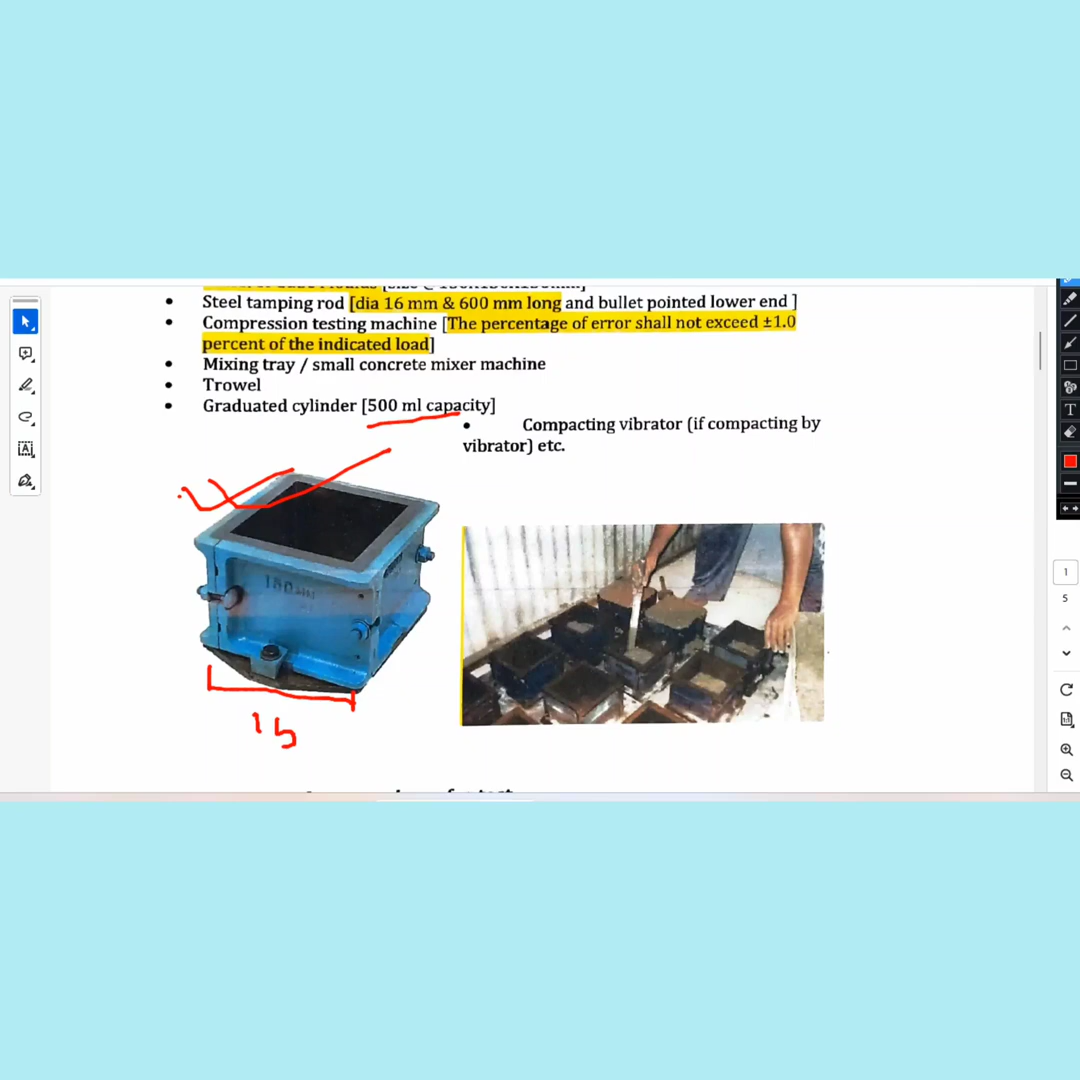 • Steel tamping rod [dia 16 mm & 600 mm long and bullet pointed lower end ]
• Compression testing machine [The percentage of error shall not exceed ±1.0
percent of the indicated load]
• Mixing tray / small concrete mixer machine
• Trowel
• Graduated cylinder [500 ml capacity]
• Compacting vibrator (if compacting by
vibrator) etc.
15
1
5